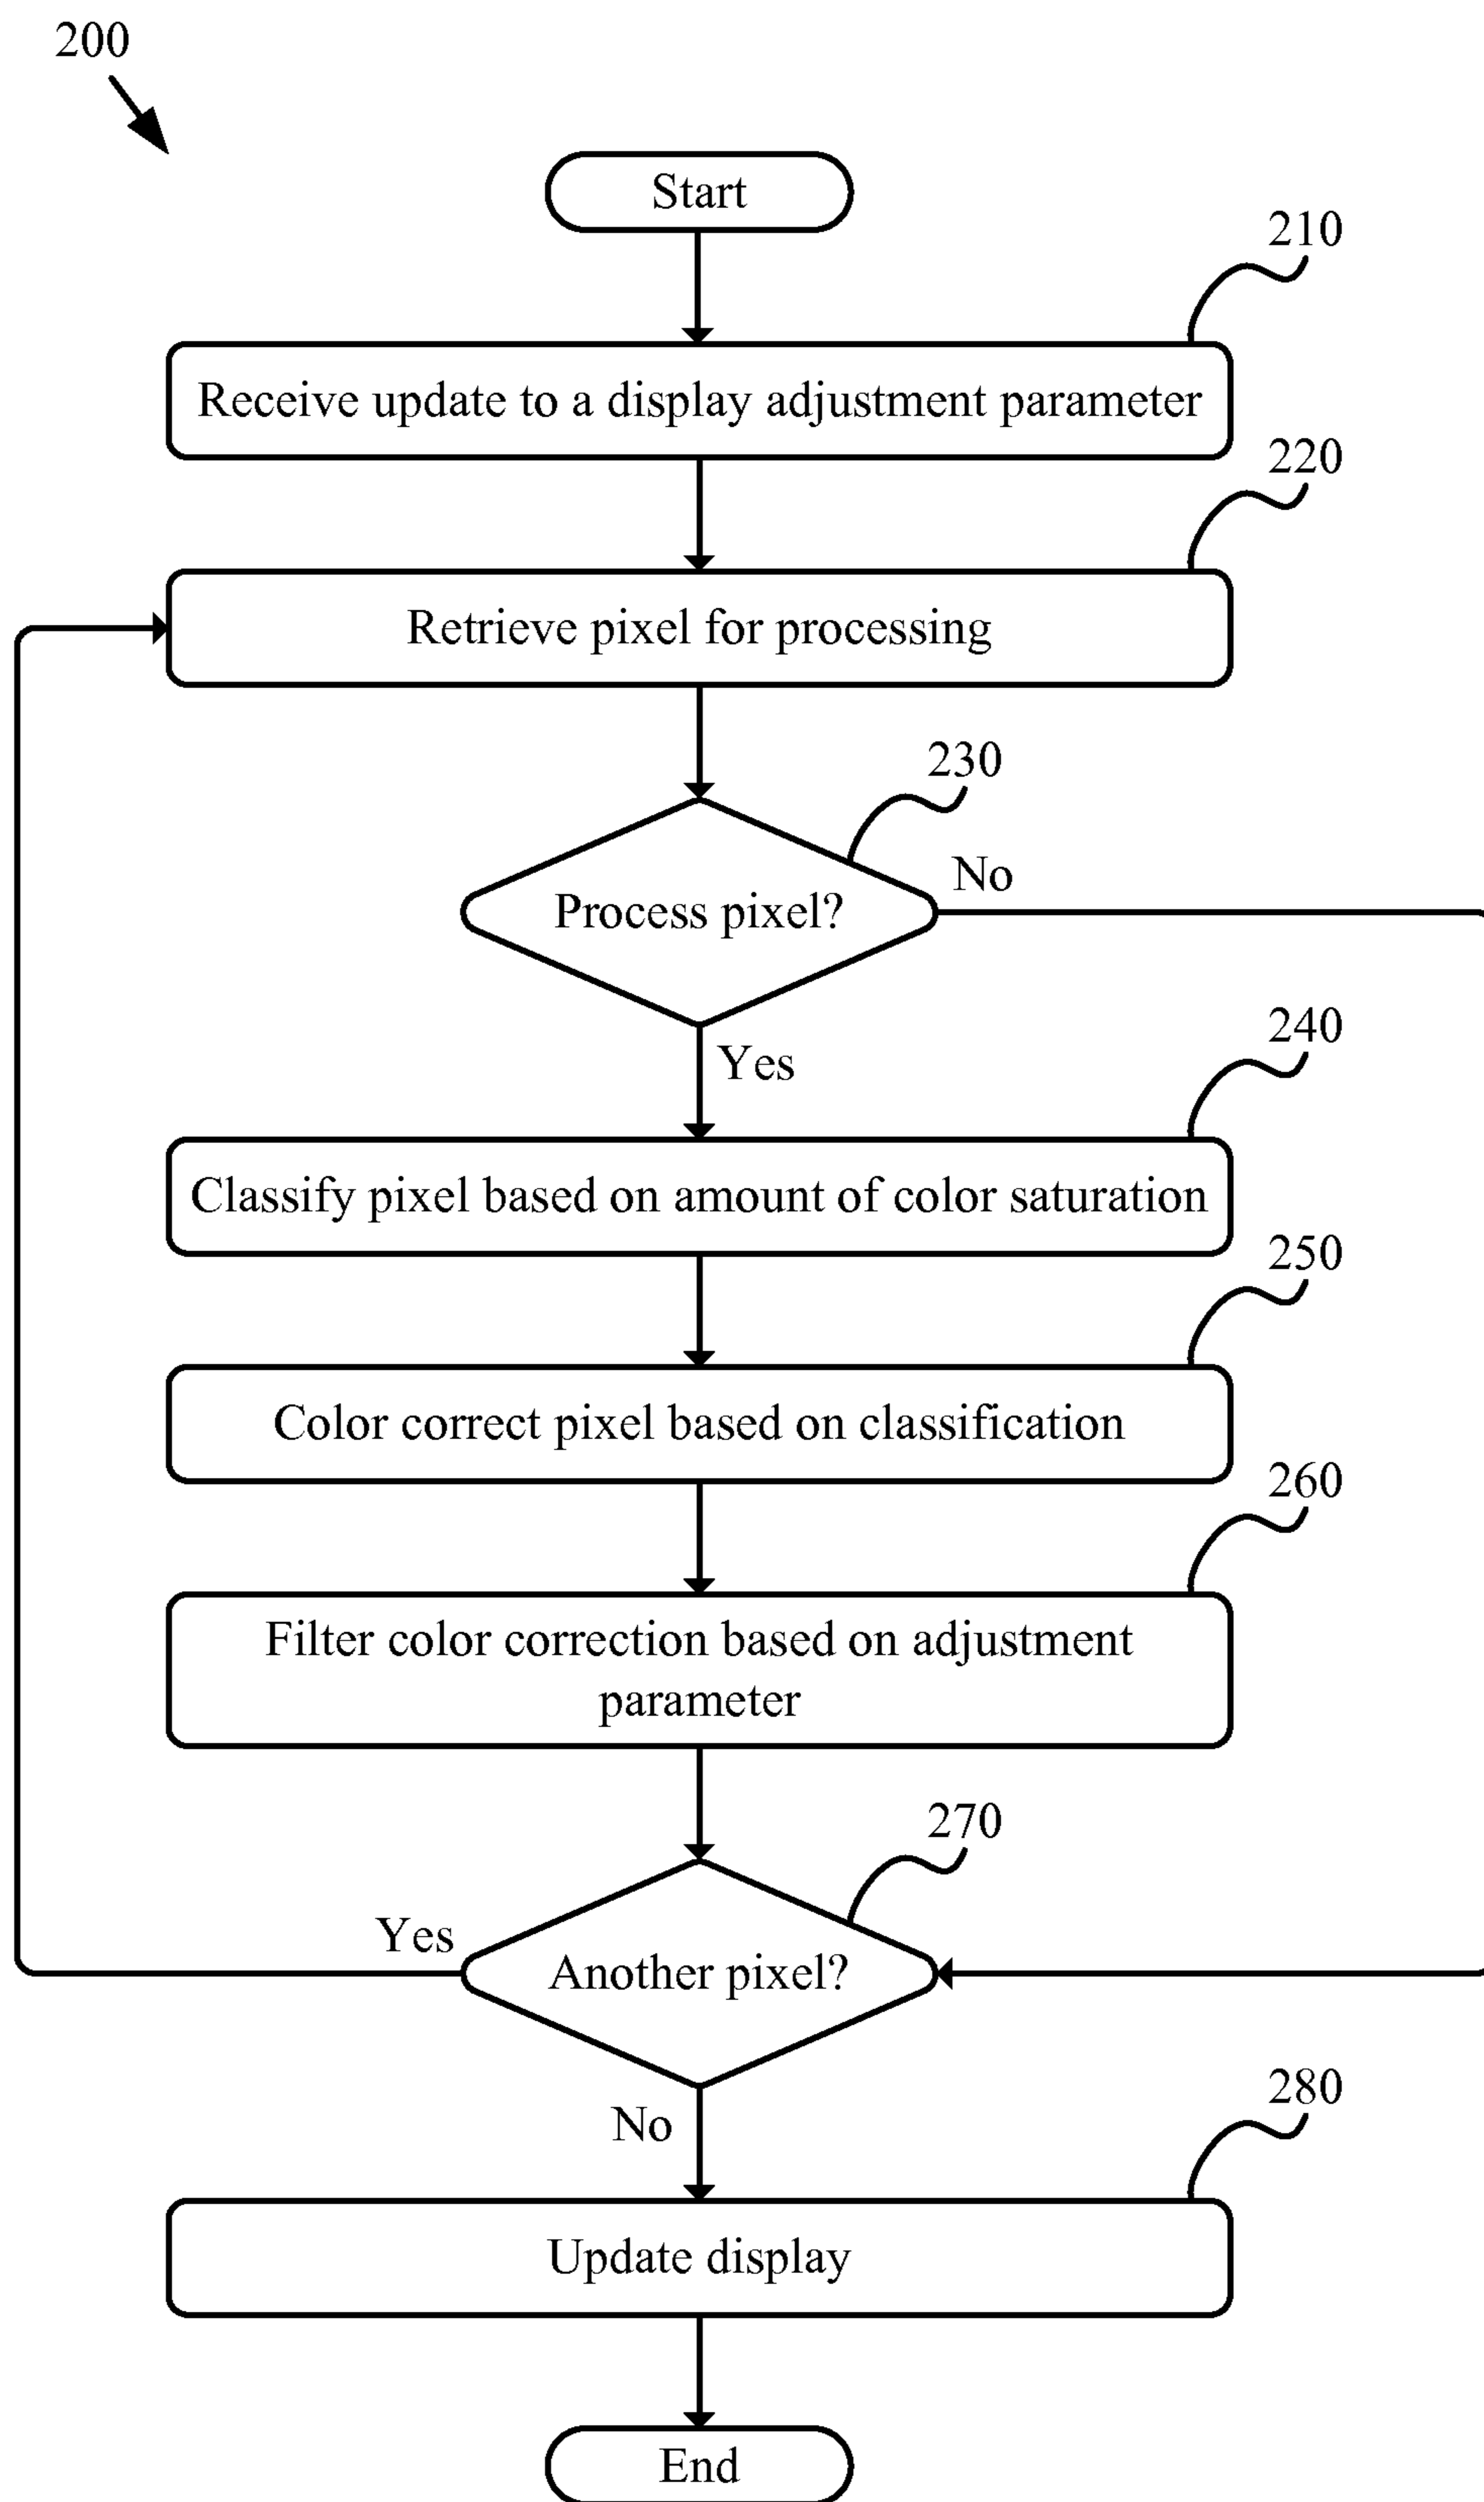 200
Start
210
Receive update to a display adjustment parameter
220
Retrieve pixel for processing
230
Process pixel?
No
Yes
240
Classify pixel based on amount of color saturation
250
Color correct pixel based on classification
260
Filter color correction based on adjustment
parameter
270
Yes
Another pixel?
No
280
Update display
End